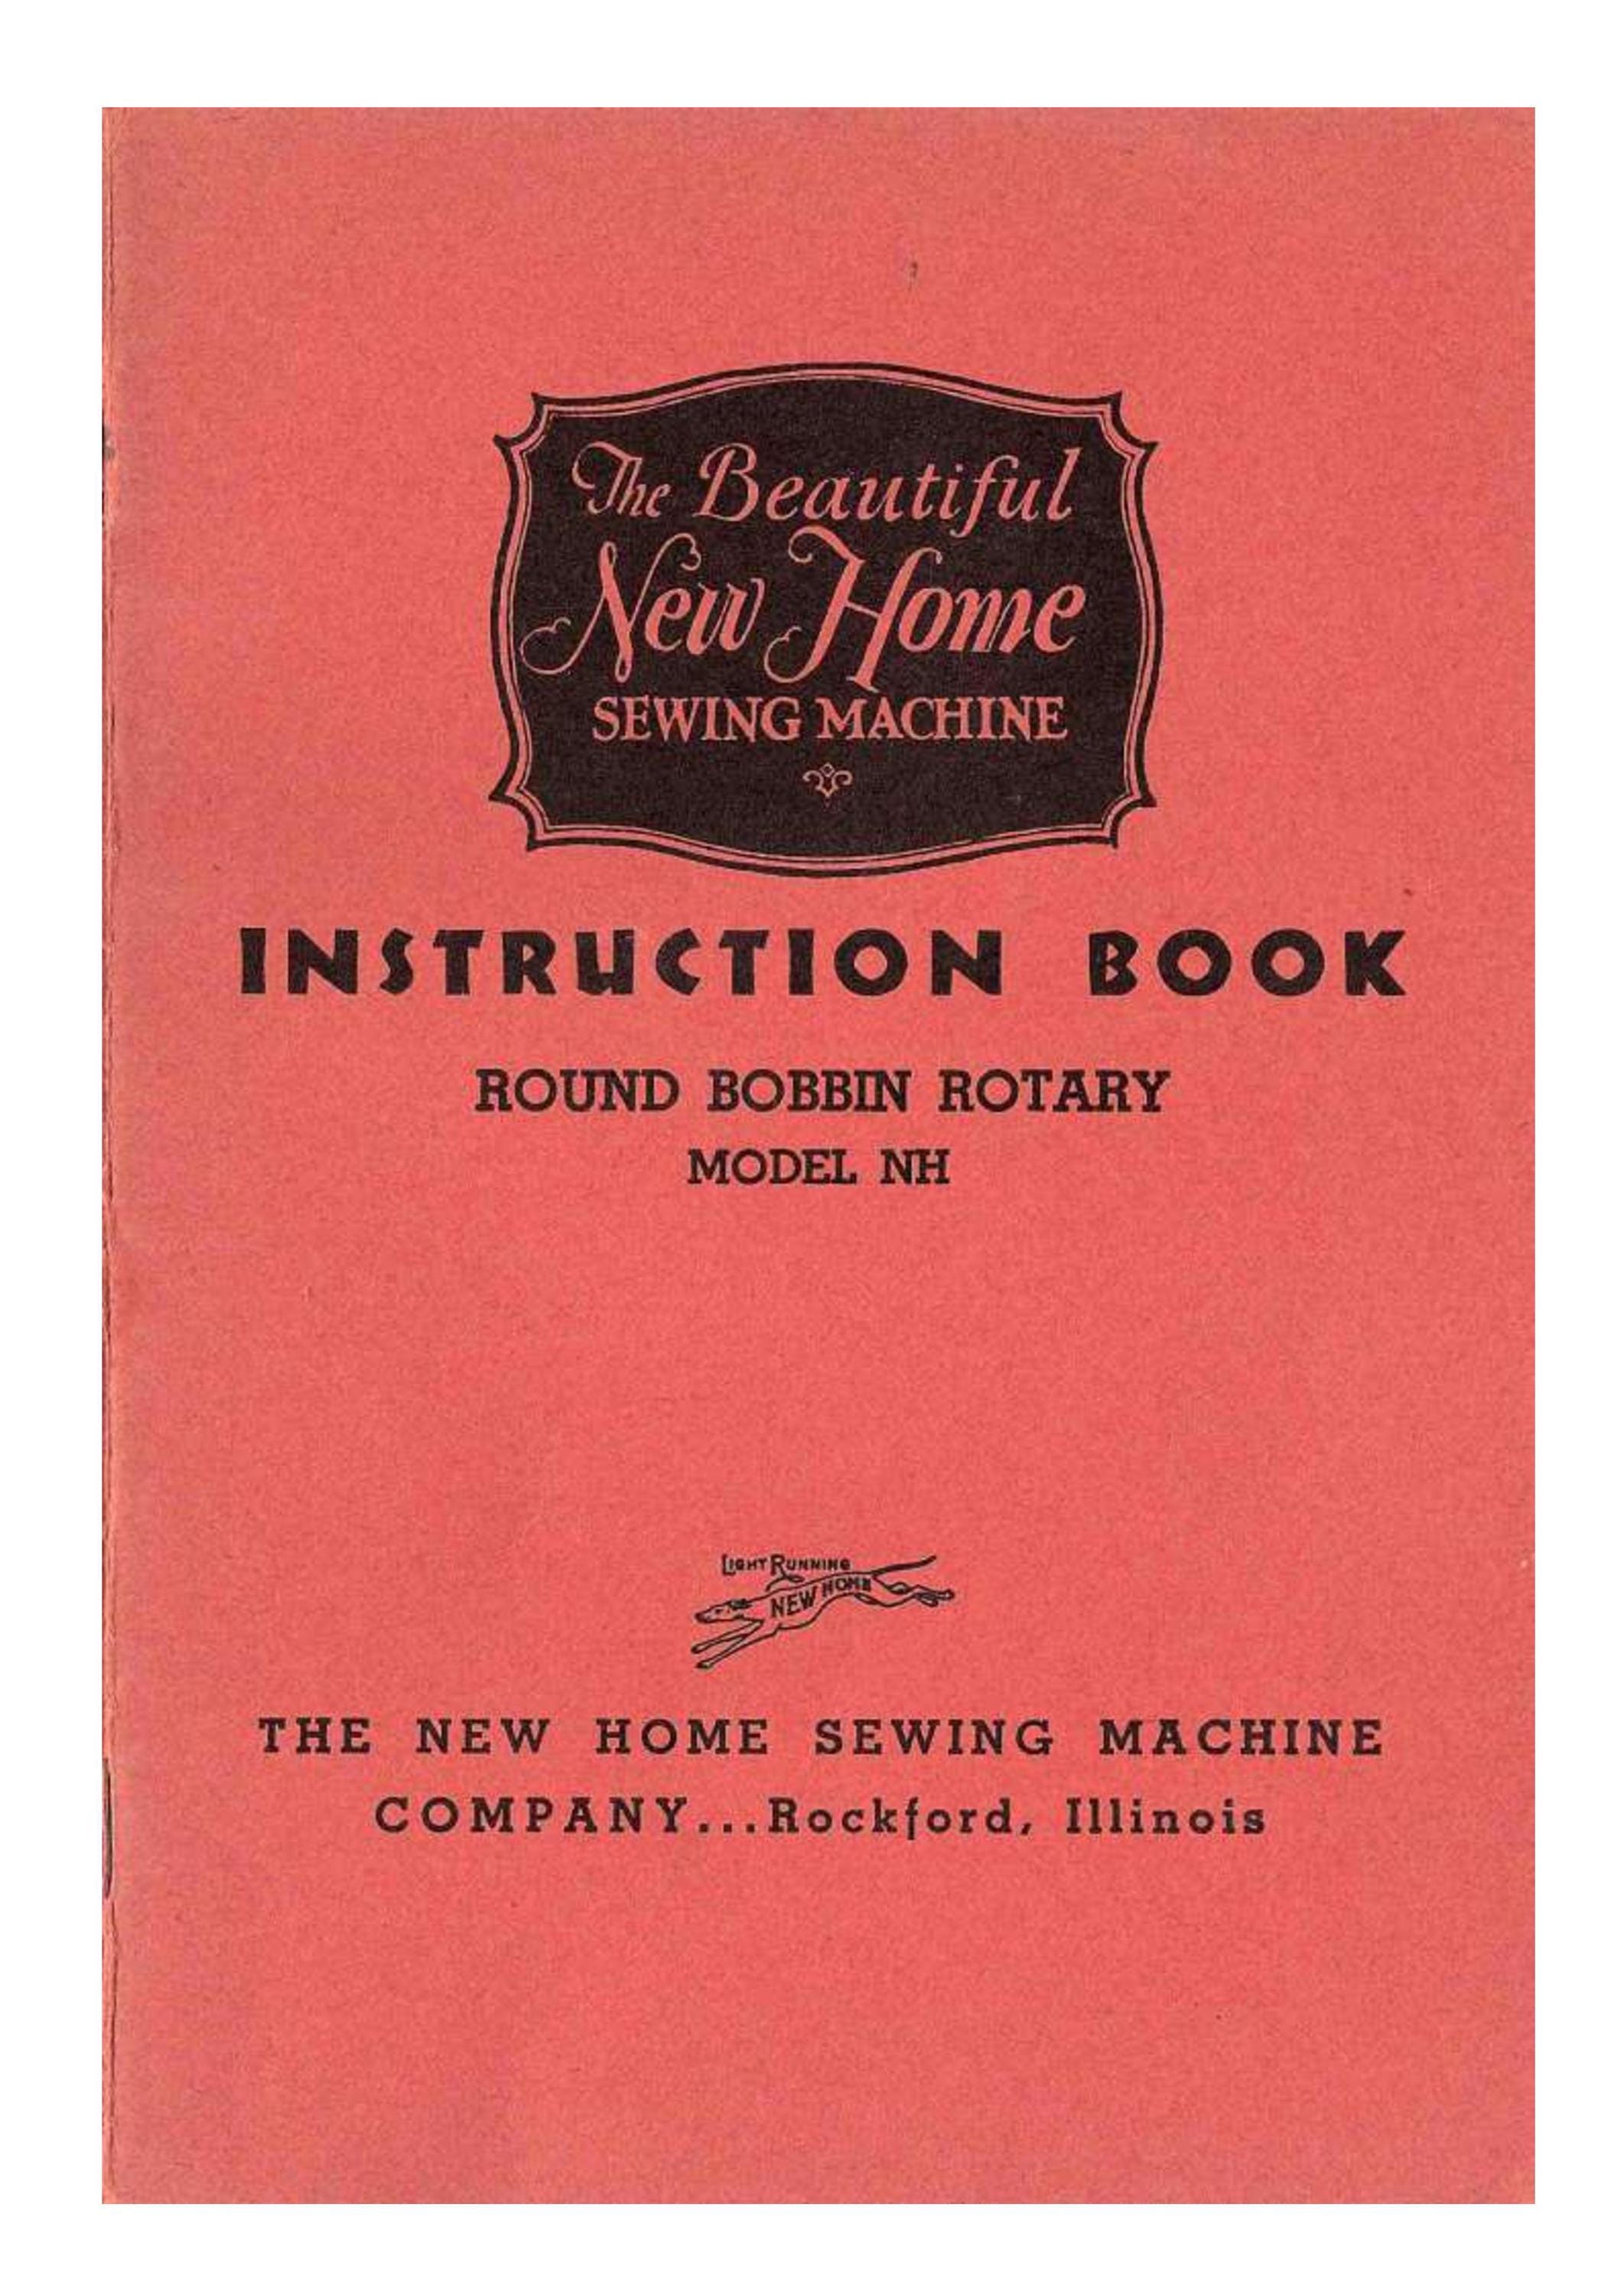 The Beautiful
New Home
SEWING MACHINE
INSTRUCTION BOOK
ROUND BOBBIN ROTARY
MODEL NH
LIGHT RUNNING
NEW HOME
THE NEW HOME SEWING MACHINE
COMPANY...Rockford, Illinois